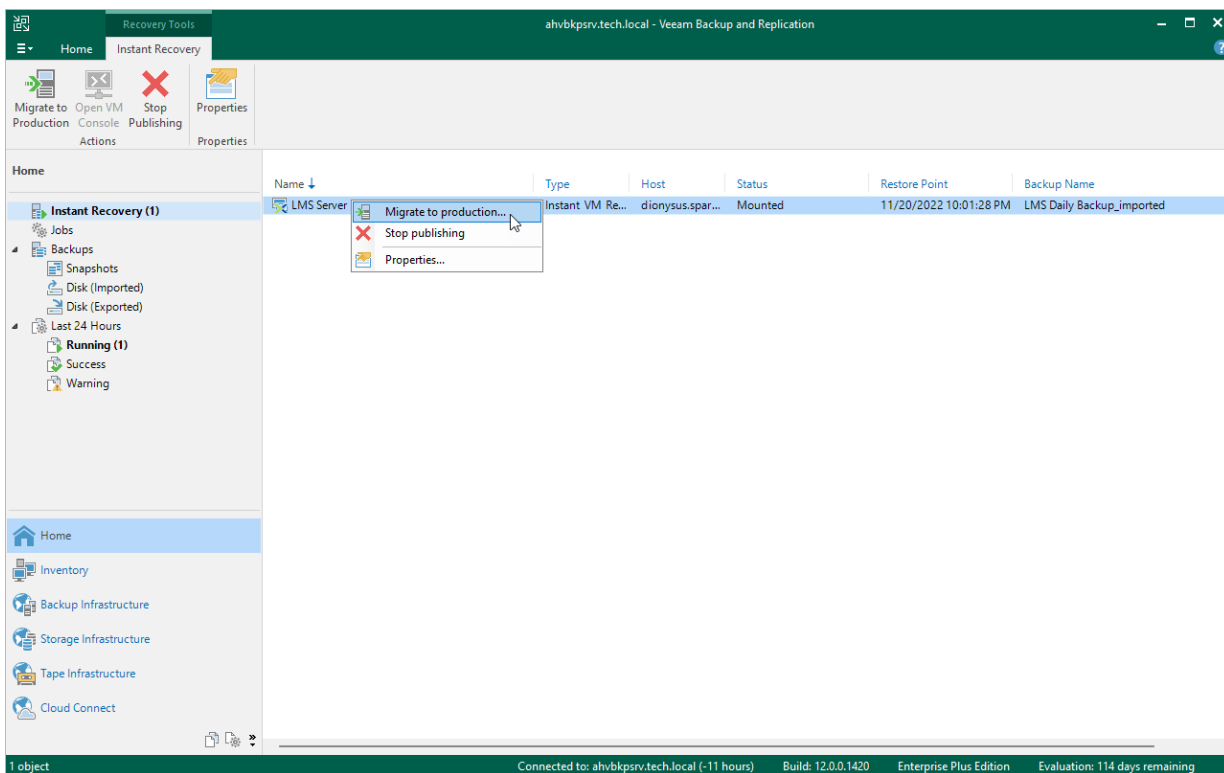 Recovery Tools
ahvbkpsrv.tech.local - Veeam Backup and Replication
Home
Instant Recovery
Migrate to Production
Open VM Console
Stop Publishing
Properties
Actions
Properties
Home
Instant Recovery (1)
Jobs
Backups
Snapshots
Disk (Imported)
Disk (Exported)
Last 24 Hours
Running (1)
Success
Warning
Name Type Host Status Restore Point Backup Name
LMS Server Instant VM Re... dionysus.spar... Mounted 11/20/2022 10:01:28 PM LMS Daily Backup_imported
Migrate to production...
Stop publishing
Properties...
Home
Inventory
Backup Infrastructure
Storage Infrastructure
Tape Infrastructure
Cloud Connect
1 object Connected to: ahvbkpsrv.tech.local (-11 hours) Build: 12.0.0.1420 Enterprise Plus Edition Evaluation: 114 days remaining